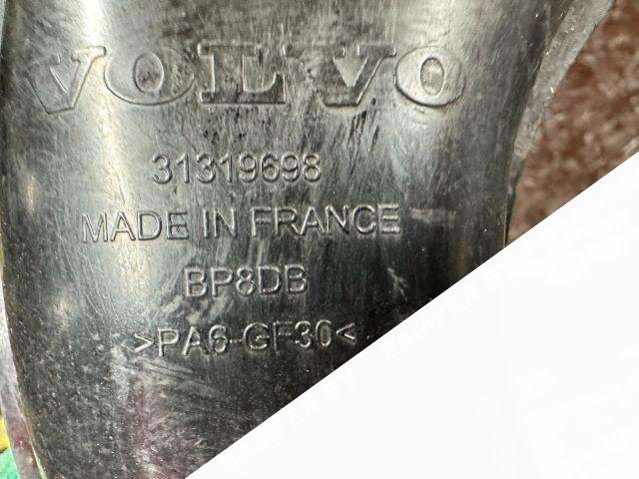 VOLVO
31319698
MADE IN FRANCE
BP8DB
>PA6-GF30<